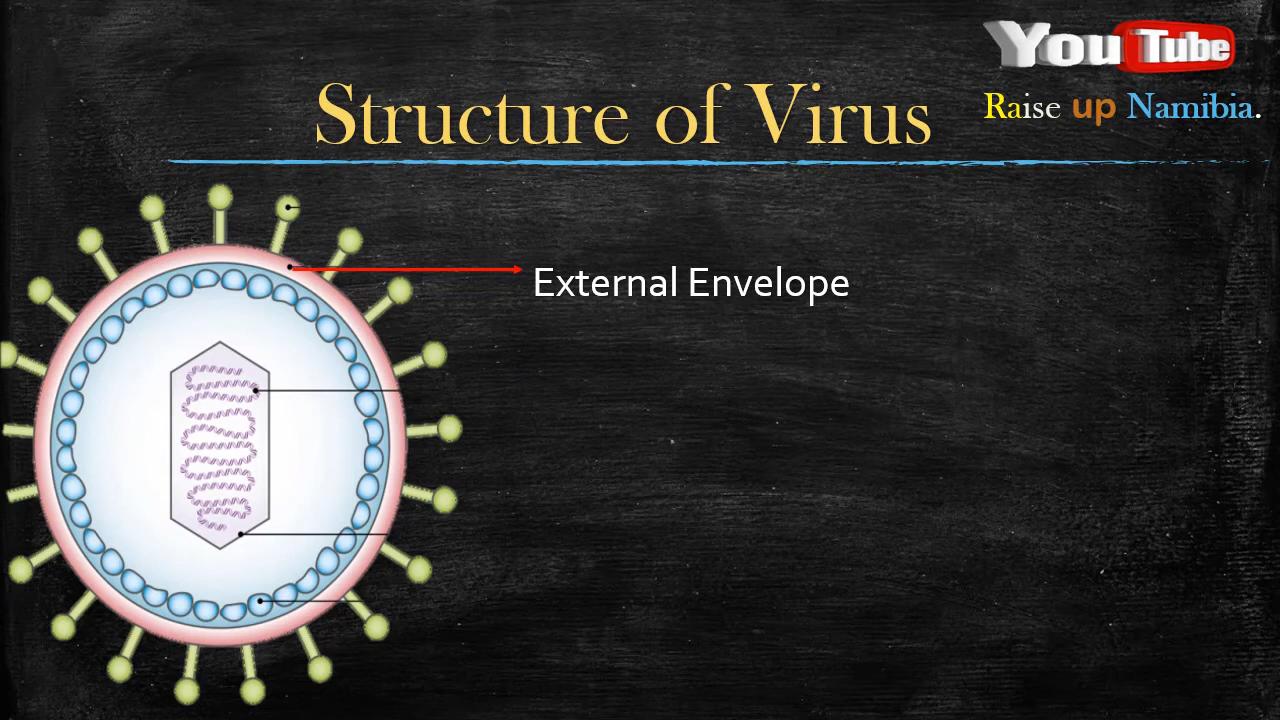 YouTube
Structure of Virus
Raise up Namibia.
External Envelope